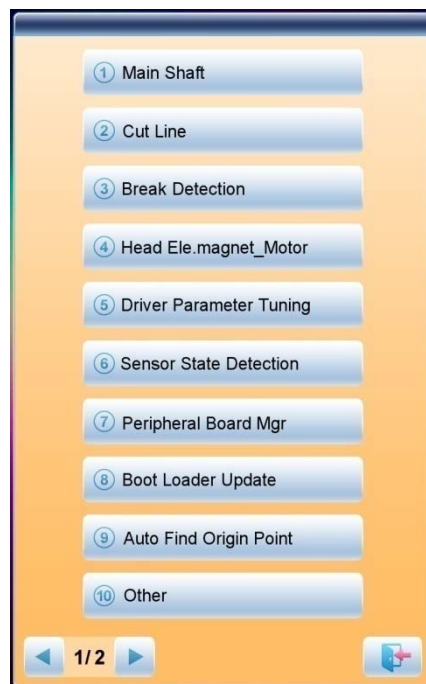 1 Main Shaft
2 Cut Line
3 Break Detection
4 Head Ele.magnet_Motor
5 Driver Parameter Tuning
6 Sensor State Detection
7 Peripheral Board Mgr
8 Boot Loader Update
9 Auto Find Origin Point
10 Other
1/2